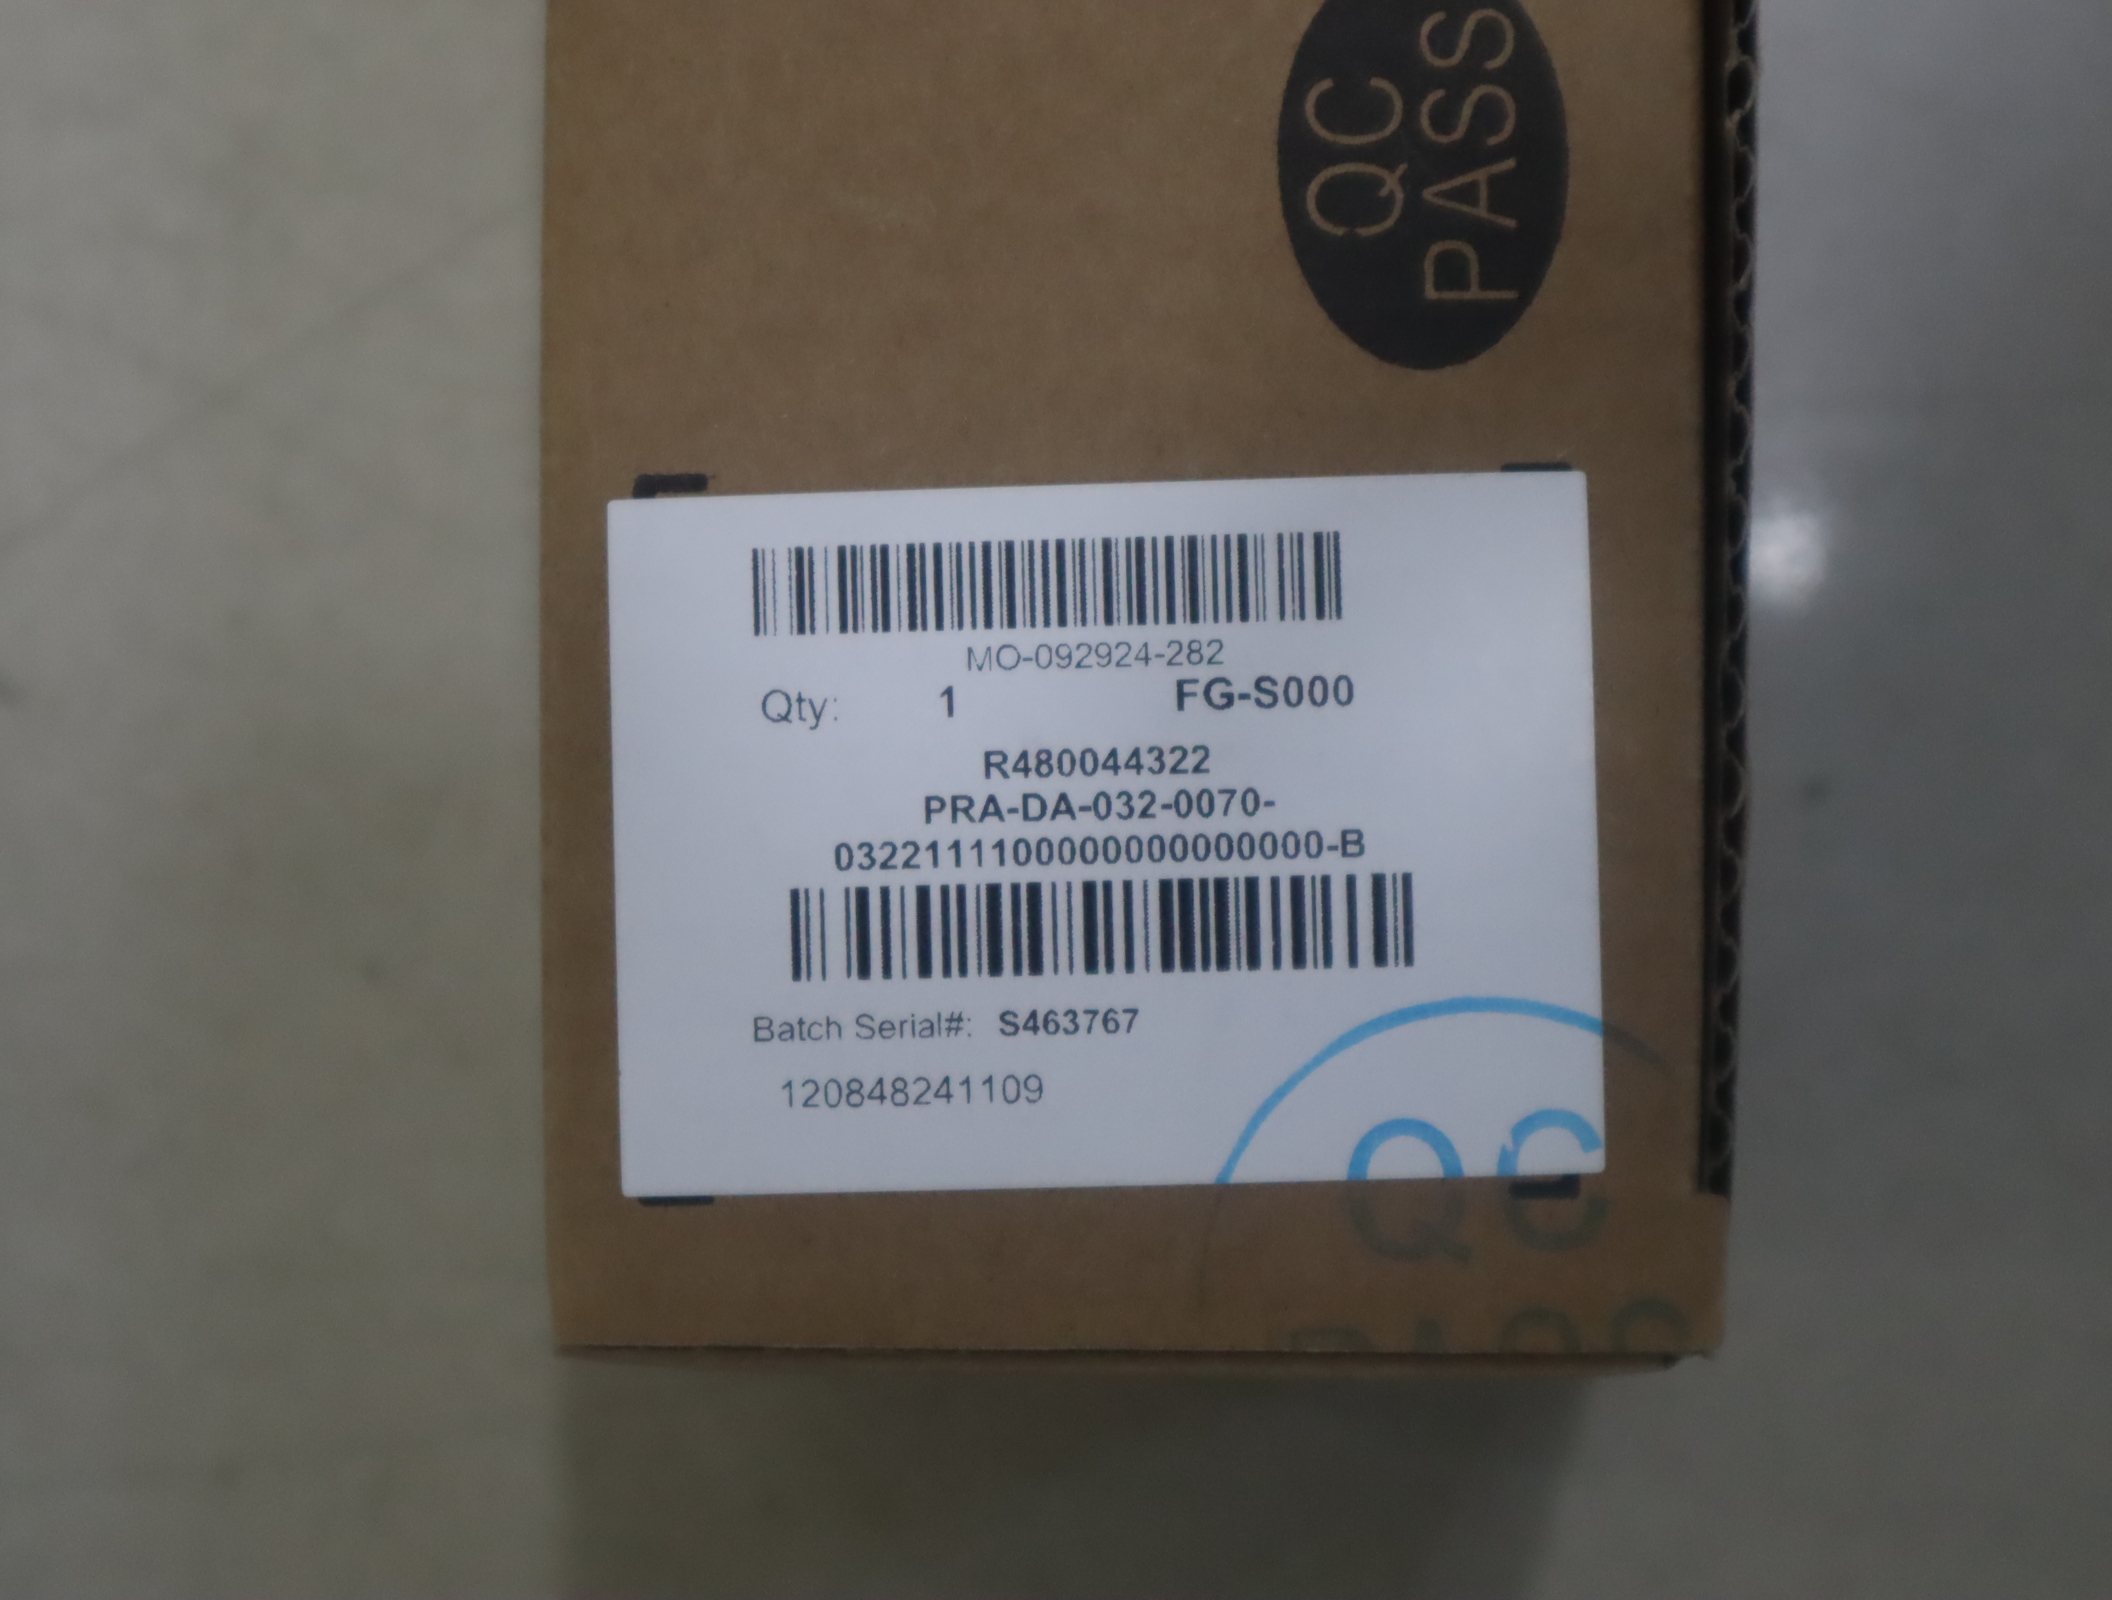 QC
PASS
MO-092924-282
Qty: 1 FG-S000
R480044322
PRA-DA-032-0070-
0322111100000000000000-B
Batch Serial#: S463767
120848241109
QC